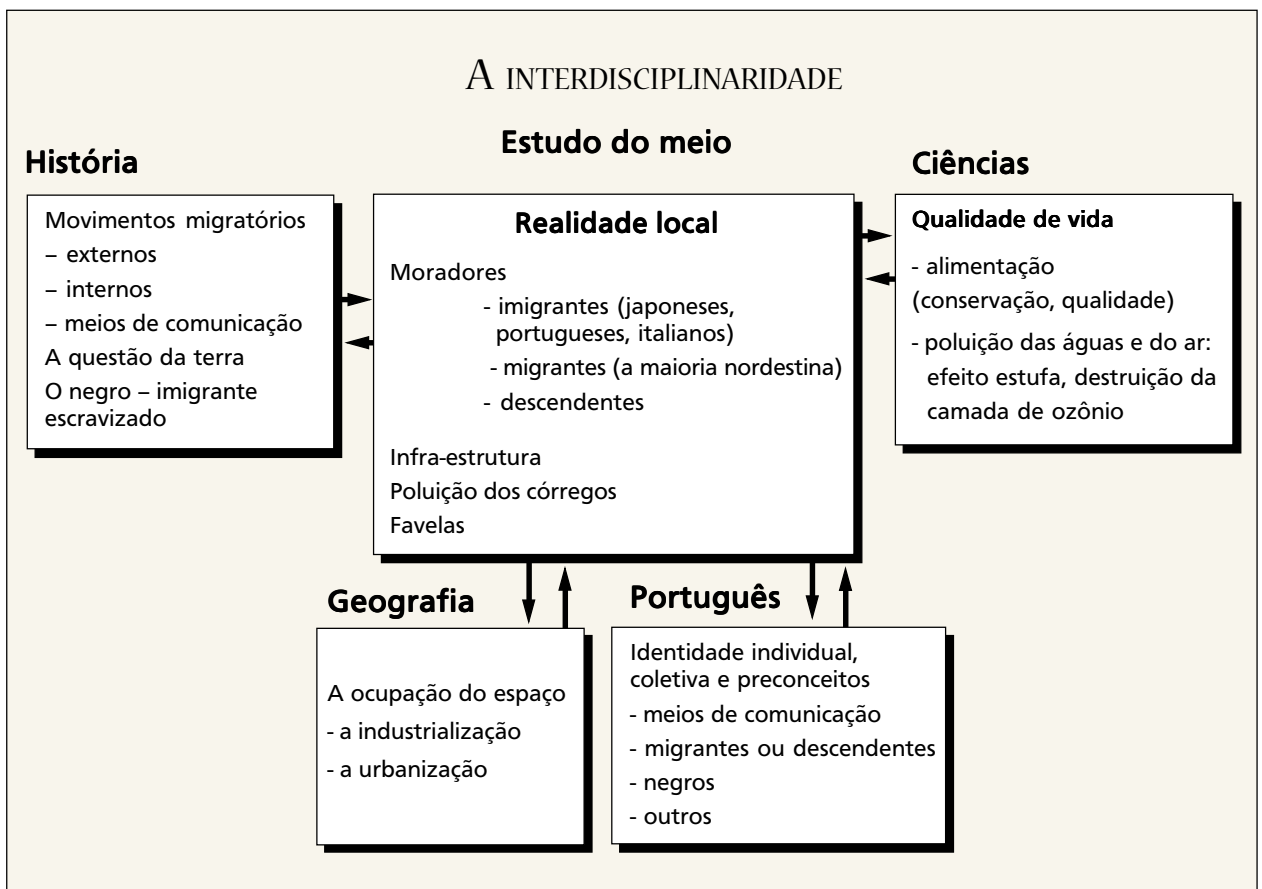 A INTERDISCIPLINARIDADE
Estudo do meio
História
Movimentos migratórios
– externos
– internos
– meios de comunicação
A questão da terra
O negro – imigrante
escravizado
Realidade local
Moradores
- imigrantes (japoneses,
portugueses, italianos)
- migrantes (a maioria nordestina)
- descendentes
Infra-estrutura
Poluição dos córregos
Favelas
Ciências
Qualidade de vida
- alimentação
(conservação, qualidade)
- poluição das águas e do ar:
efeito estufa, destruição da
camada de ozônio
Geografia
A ocupação do espaço
- a industrialização
- a urbanização
Português
Identidade individual,
coletiva e preconceitos
- meios de comunicação
- migrantes ou descendentes
- negros
- outros